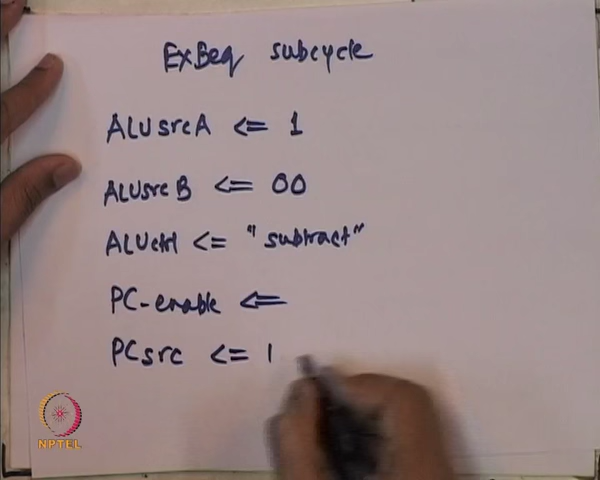 ExBeq subcycle
ALUsrcA <= 1
ALUsrcB <= 00
ALUctrl <= "subtract"
PC-enable <=
PCsrc <= 1
NPTEL